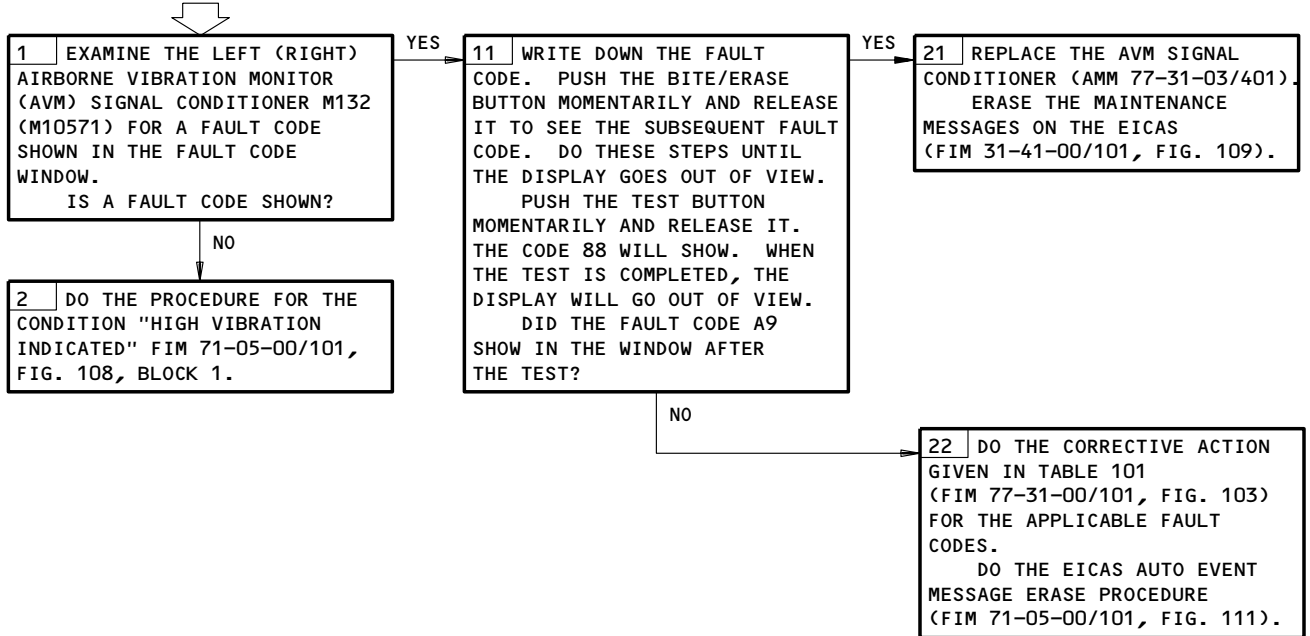 1 EXAMINE THE LEFT (RIGHT)
AIRBORNE VIBRATION MONITOR
(AVM) SIGNAL CONDITIONER M132
(M10571) FOR A FAULT CODE
SHOWN IN THE FAULT CODE
WINDOW.
IS A FAULT CODE SHOWN?
YES
NO
2 DO THE PROCEDURE FOR THE
CONDITION "HIGH VIBRATION
INDICATED" FIM 71-05-00/101,
FIG. 108, BLOCK 1.
11 WRITE DOWN THE FAULT
CODE. PUSH THE BITE/ERASE
BUTTON MOMENTARILY AND RELEASE
IT TO SEE THE SUBSEQUENT FAULT
CODE. DO THESE STEPS UNTIL
THE DISPLAY GOES OUT OF VIEW.
PUSH THE TEST BUTTON
MOMENTARILY AND RELEASE IT.
THE CODE 88 WILL SHOW. WHEN
THE TEST IS COMPLETED, THE
DISPLAY WILL GO OUT OF VIEW.
DID THE FAULT CODE A9
SHOW IN THE WINDOW AFTER
THE TEST?
YES
NO
21 REPLACE THE AVM SIGNAL
CONDITIONER (AMM 77-31-03/401).
ERASE THE MAINTENANCE
MESSAGES ON THE EICAS
(FIM 31-41-00/101, FIG. 109).
22 DO THE CORRECTIVE ACTION
GIVEN IN TABLE 101
(FIM 77-31-00/101, FIG. 103)
FOR THE APPLICABLE FAULT
CODES.
DO THE EICAS AUTO EVENT
MESSAGE ERASE PROCEDURE
(FIM 71-05-00/101, FIG. 111).